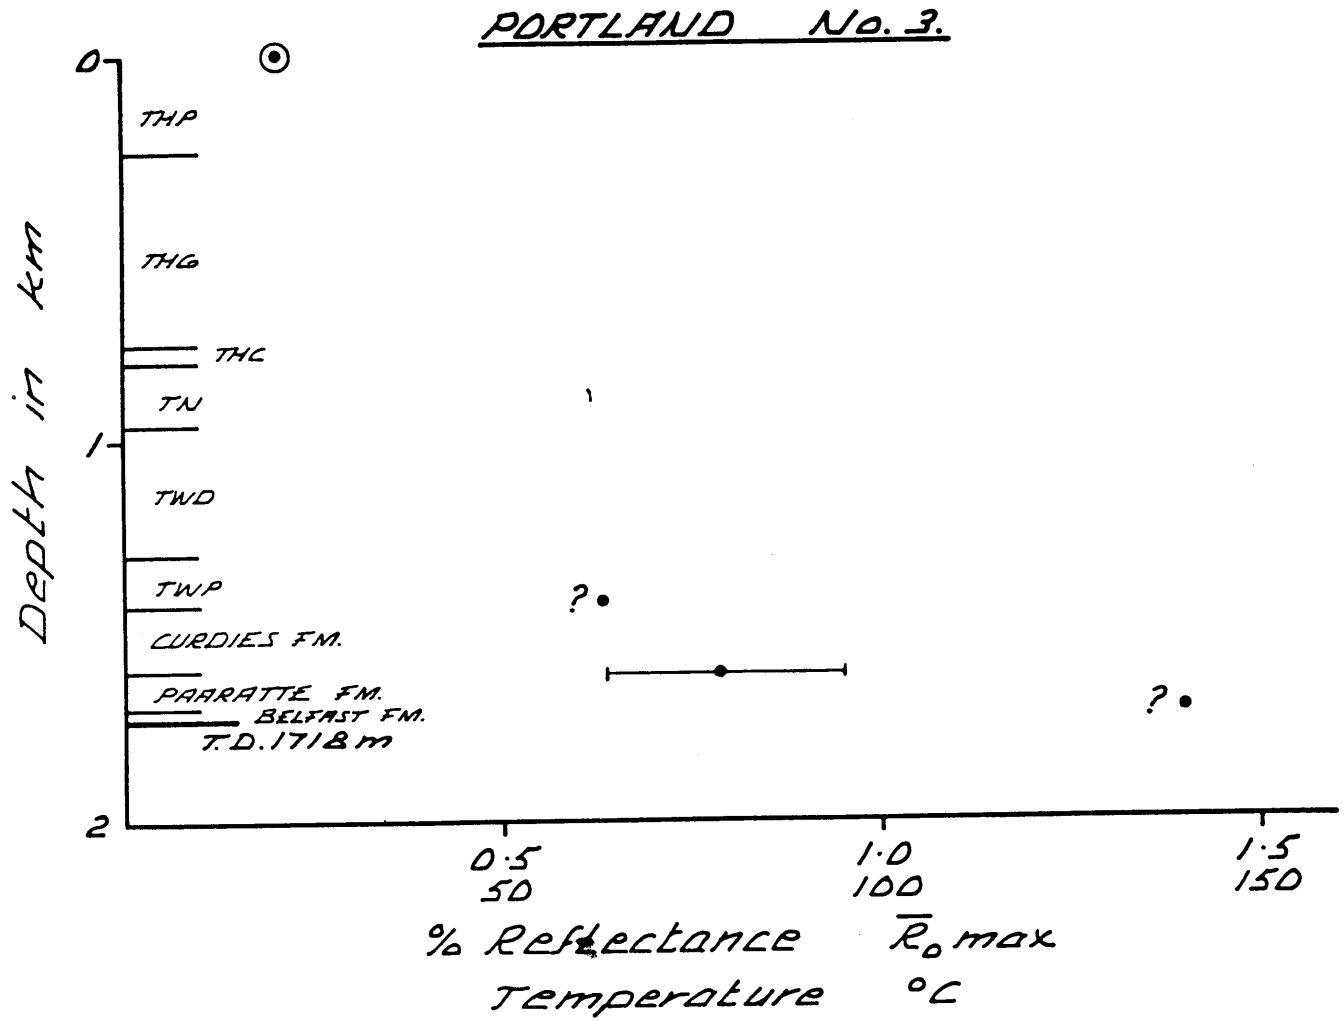 PORTLAND No. 3.
0
THP
THG
THC
TN
1
TWD
TWP
?
CURDIES FM.
PAARATTE FM.
?
BELFAST FM.
T.D. 1718m
2
Depth in km
0.5 1.0 1.5
50 100 150
% Reflectance R̅o max
Temperature °C